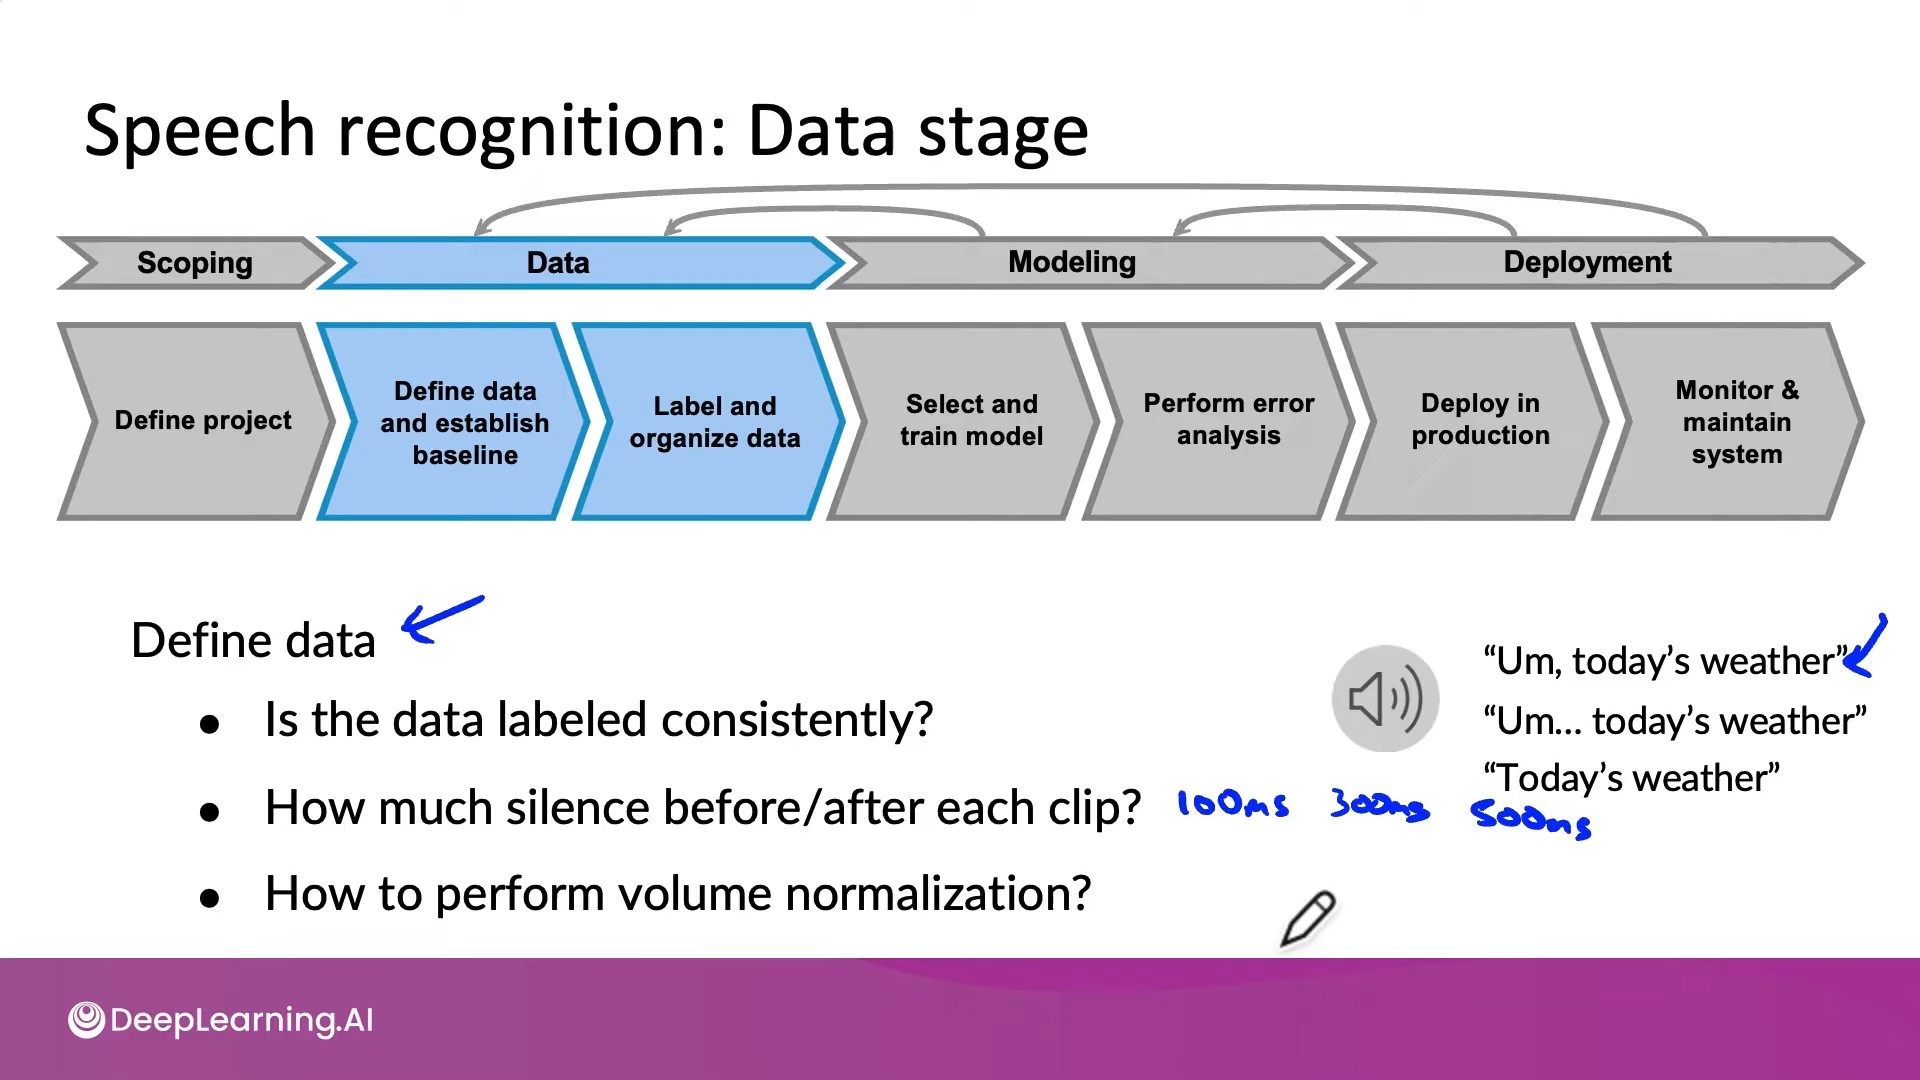 Speech recognition: Data stage
Scoping
Data
Modeling
Deployment
Define project
Define data
and establish
baseline
Label and
organize data
Select and
train model
Perform error
analysis
Deploy in
production
Monitor &
maintain
system
Define data
• Is the data labeled consistently?
• How much silence before/after each clip? 100ms 300ms 500ms
• How to perform volume normalization?
“Um, today’s weather”
“Um... today’s weather”
“Today’s weather”
DeepLearning.AI